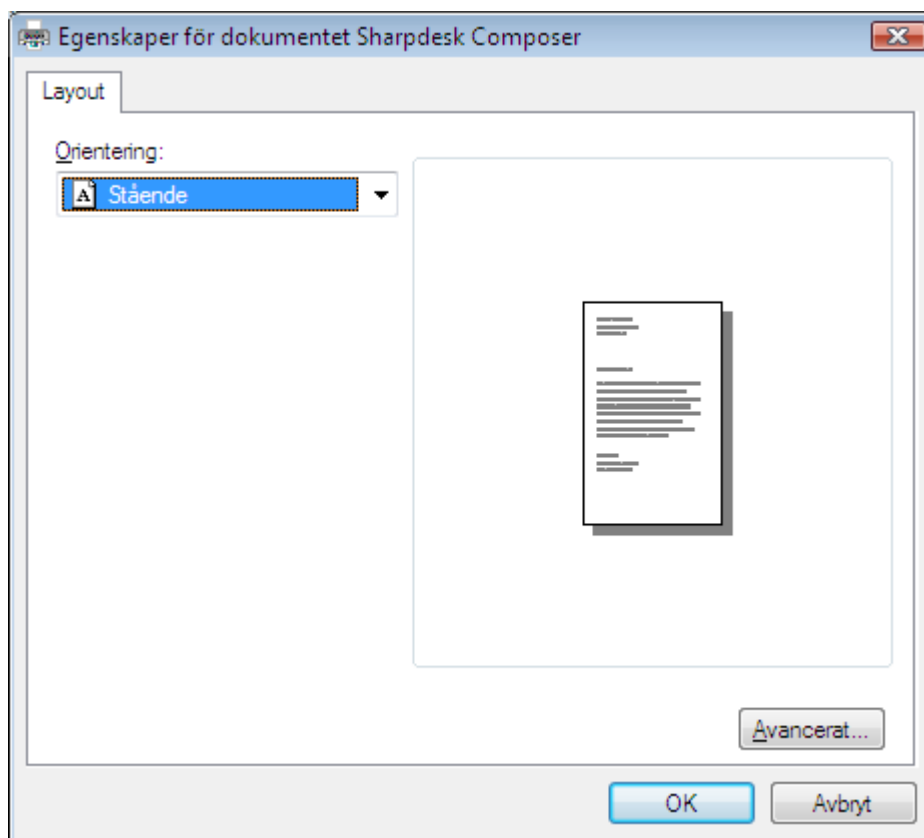 Egenskaper för dokumentet Sharpdesk Composer
Layout
Orientering:
A Stående
Avancerat...
OK
Avbryt